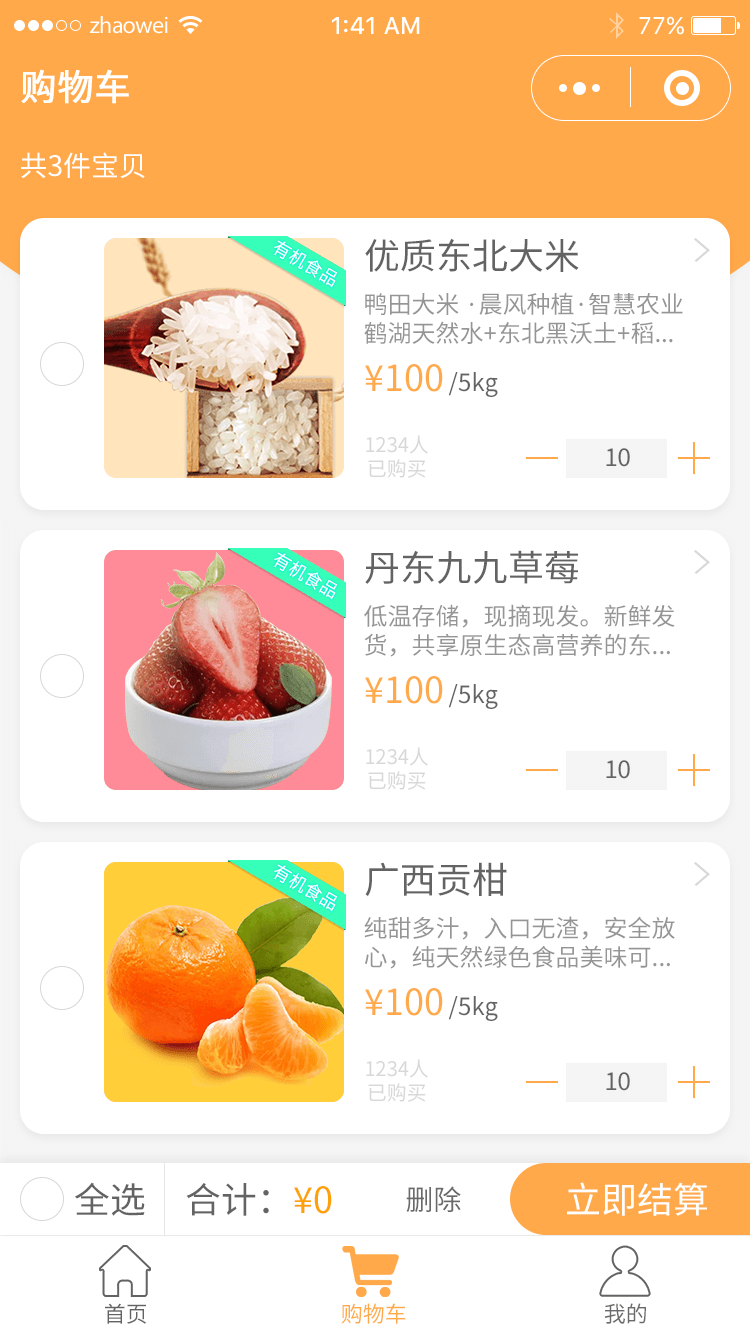 zhaowei 1:41 AM 77%
购物车
共3件宝贝
有机食品
优质东北大米
鸭田大米 ·晨风种植·智慧农业
鹤湖天然水+东北黑沃土+稻...
¥100 /5kg
1234人
已购买
10
有机食品
丹东九九草莓
低温存储，现摘现发。新鲜发
货，共享原生态高营养的东...
¥100 /5kg
1234人
已购买
10
有机食品
广西贡柑
纯甜多汁，入口无渣，安全放
心，纯天然绿色食品美味可...
¥100 /5kg
1234人
已购买
10
全选 合计：¥0 删除 立即结算
首页 购物车 我的